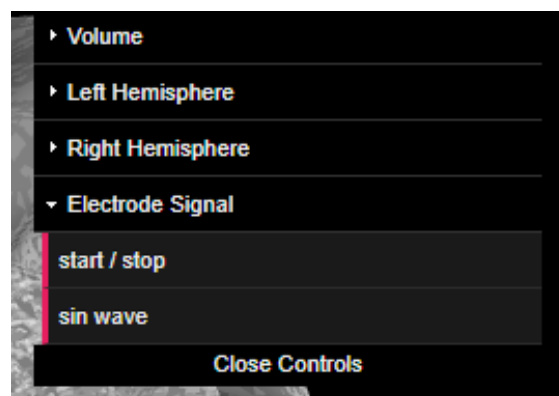 Volume
Left Hemisphere
Right Hemisphere
Electrode Signal
start / stop
sin wave
Close Controls